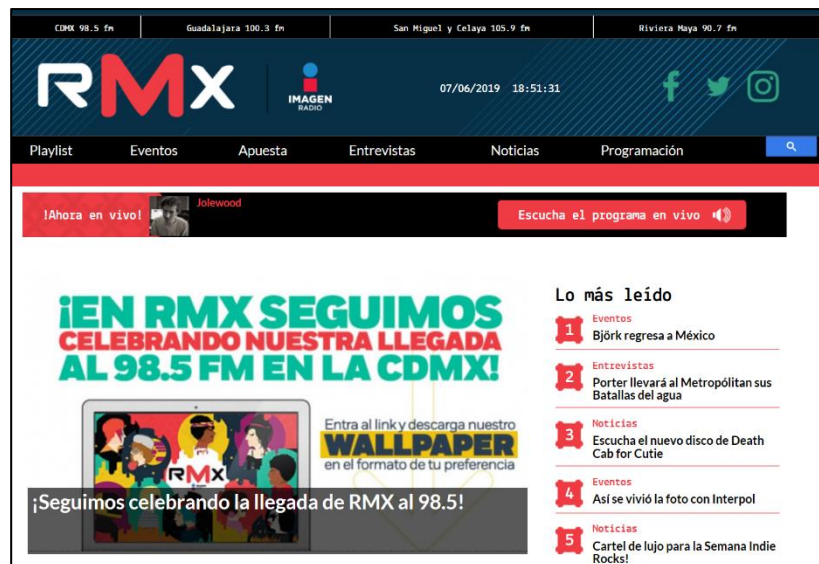 CDMX 98.5 fm
Guadalajara 100.3 fm
San Miguel y Celaya 105.9 fm
Riviera Maya 90.7 fm
RMX
IMAGEN
RADIO
07/06/2019 18:51:31
Playlist
Eventos
Apuesta
Entrevistas
Noticias
Programación
!Ahora en vivo!
Jolewood
Escucha el programa en vivo
¡EN RMX SEGUIMOS
CELEBRANDO NUESTRA LLEGADA
AL 98.5 FM EN LA CDMX!
Entra al link y descarga nuestro
WALLPAPER
en el formato de tu preferencia
RMX
¡Seguimos celebrando la llegada de RMX al 98.5!
Lo más leído
1
Eventos
Björk regresa a México
2
Entrevistas
Porter llevará al Metropólitan sus
Batallas del agua
3
Noticias
Escucha el nuevo disco de Death
Cab for Cutie
4
Eventos
Así se vivió la foto con Interpol
5
Noticias
Cartel de lujo para la Semana Indie
Rocks!